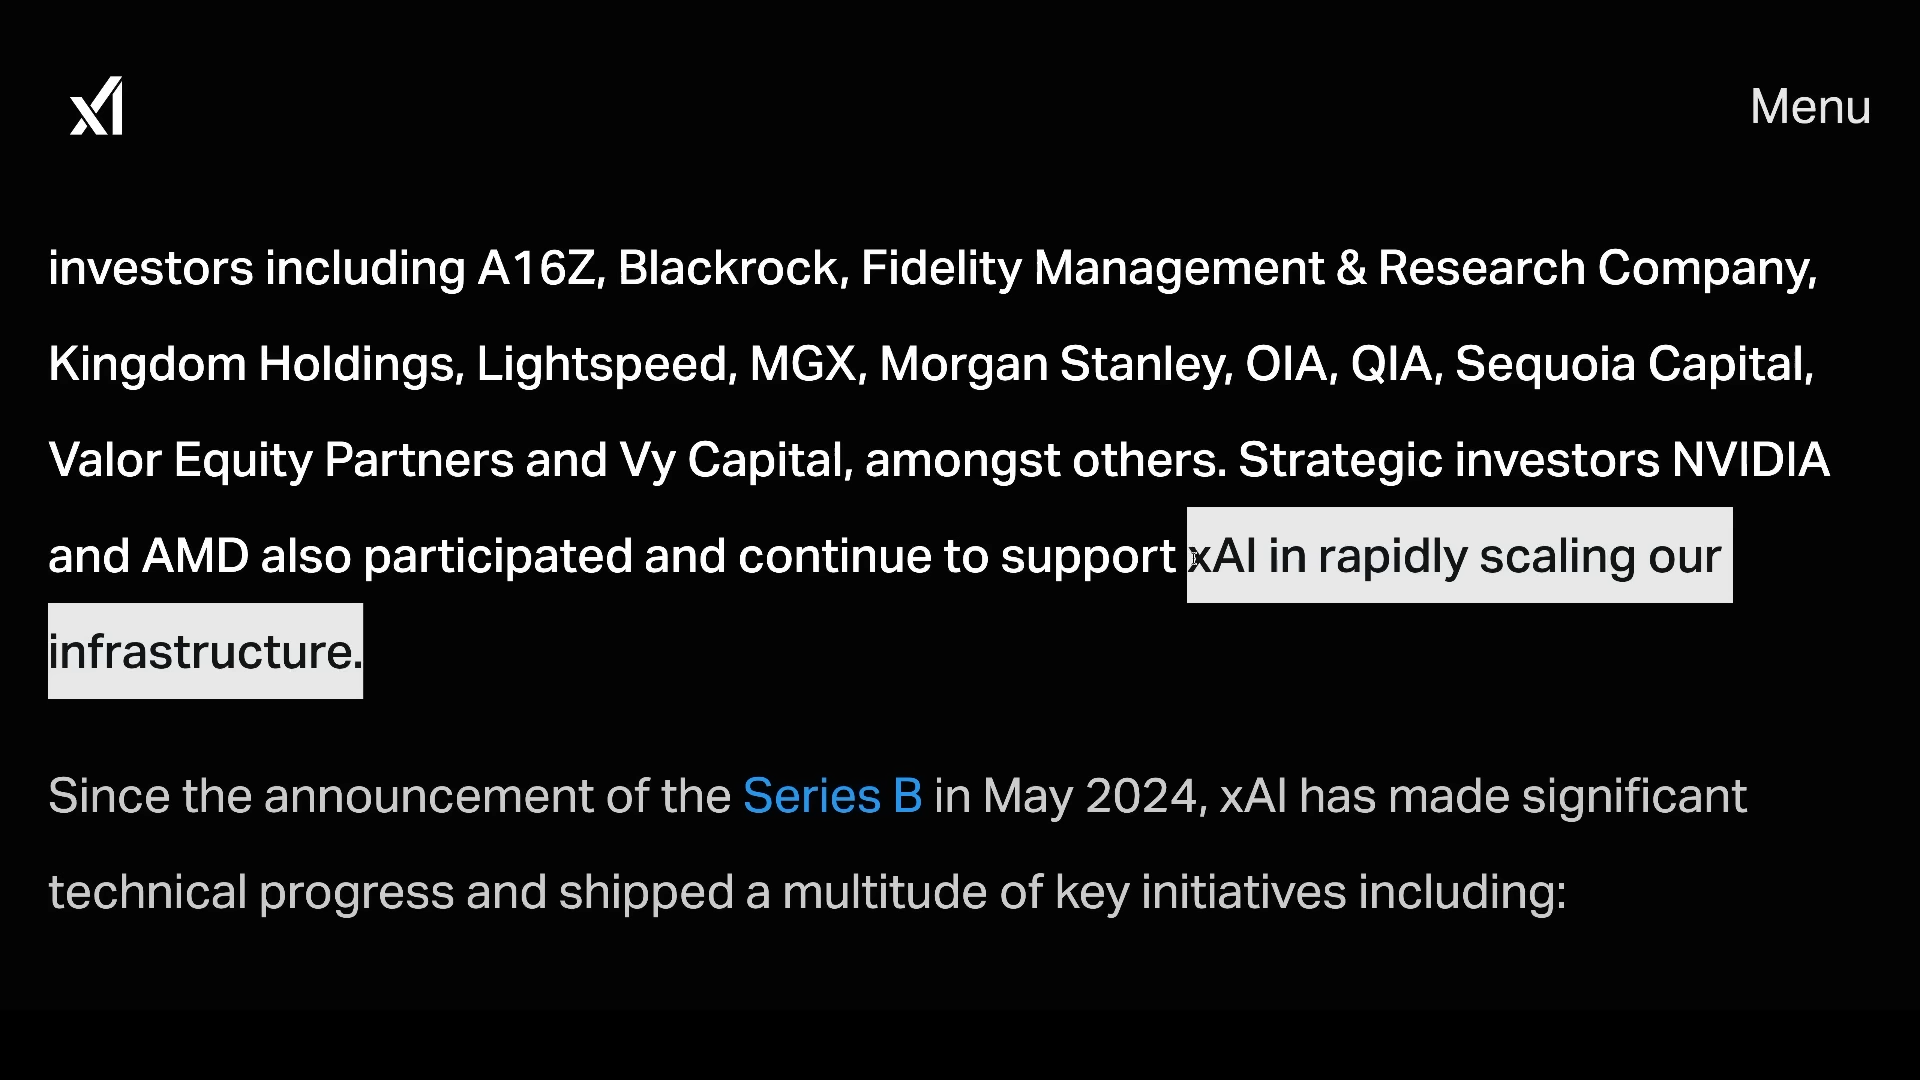 xI
Menu
investors including A16Z, Blackrock, Fidelity Management & Research Company,
Kingdom Holdings, Lightspeed, MGX, Morgan Stanley, OIA, QIA, Sequoia Capital,
Valor Equity Partners and Vy Capital, amongst others. Strategic investors NVIDIA
and AMD also participated and continue to support xAI in rapidly scaling our
infrastructure.
Since the announcement of the Series B in May 2024, xAI has made significant
technical progress and shipped a multitude of key initiatives including: